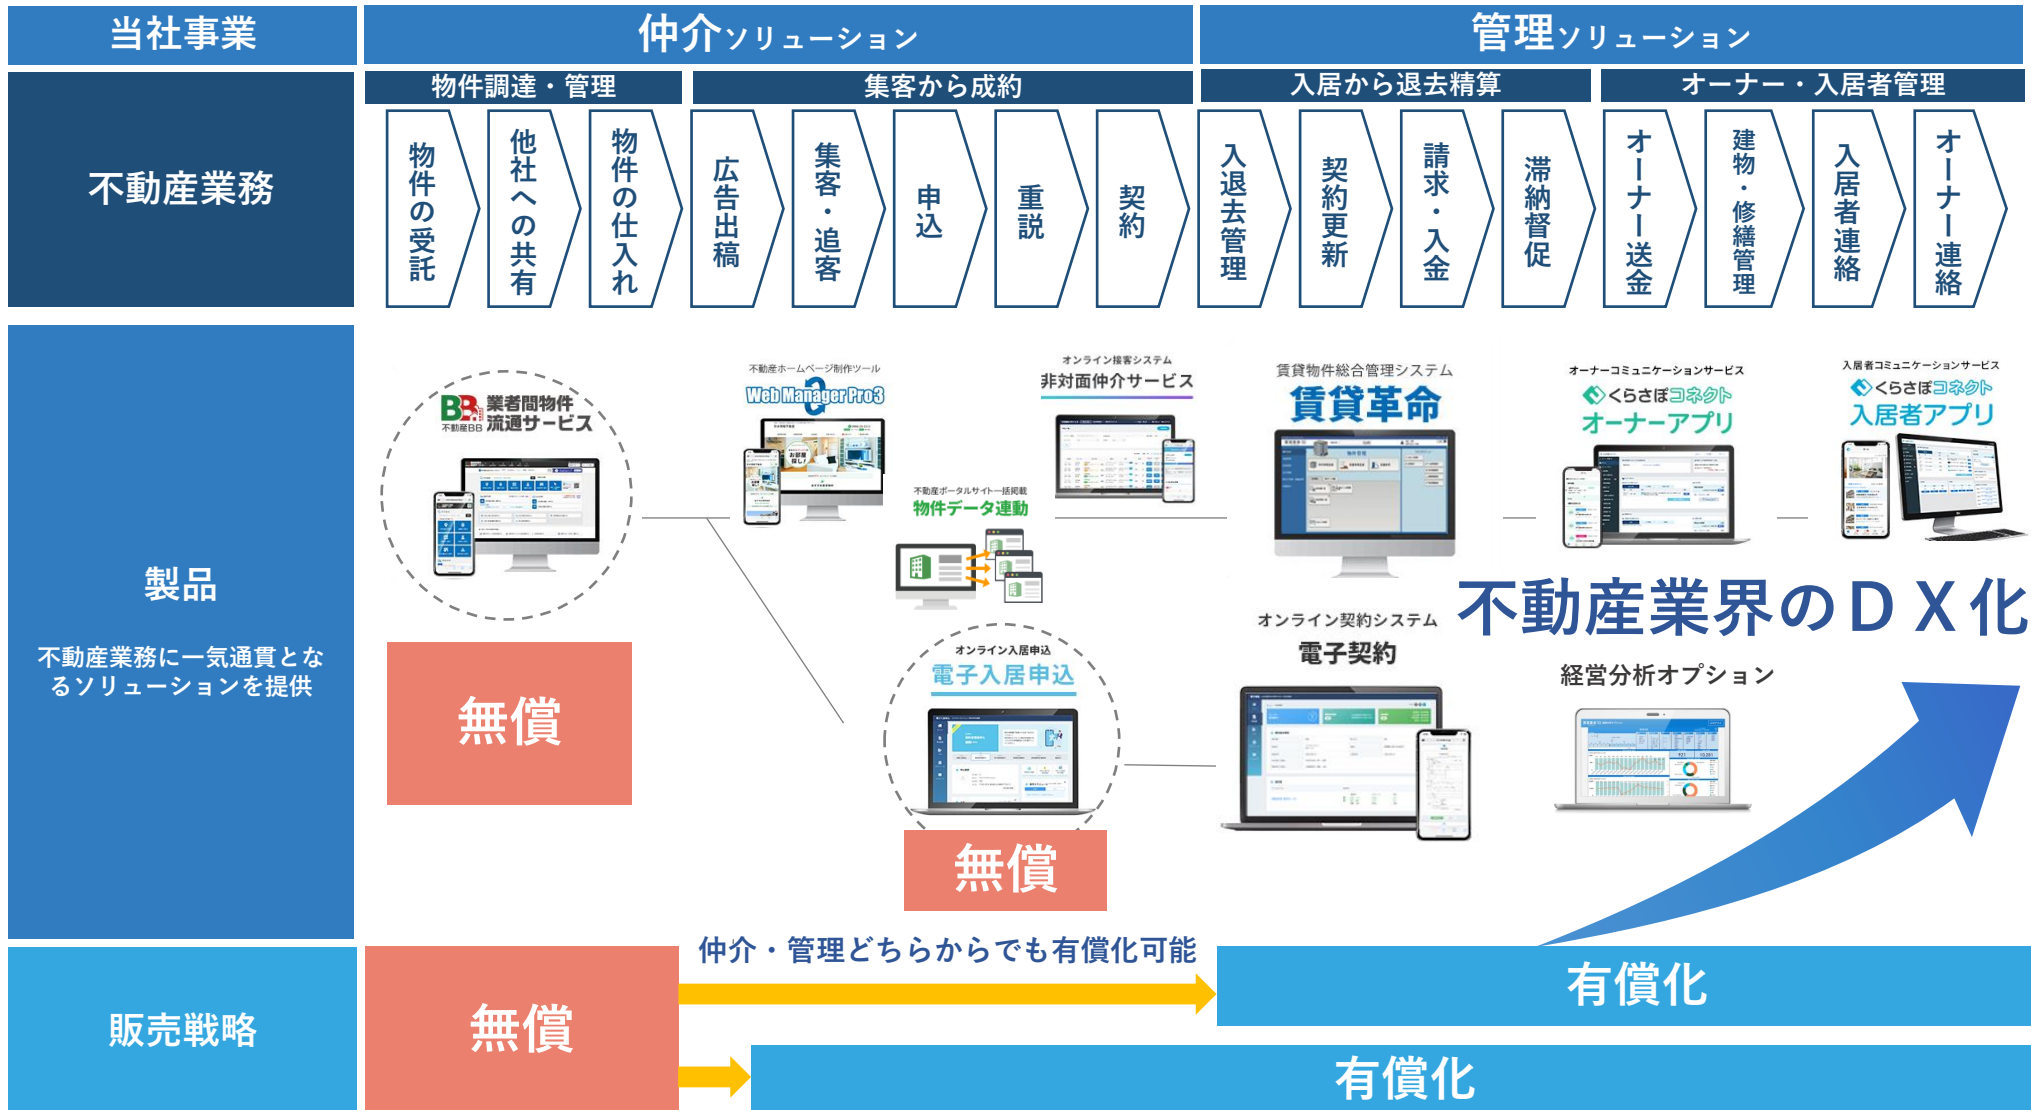 当社事業
仲介ソリューション
管理ソリューション
不動産業務
物件調達・管理
集客から成約
入居から退去精算
オーナー・入居者管理
物件の受託
他社への共有
物件の仕入れ
広告出稿
集客・追客
申込
重説
契約
入退去管理
契約更新
請求・入金
滞納督促
オーナー送金
建物・修繕管理
入居者連絡
オーナー連絡
製品
不動産業務に一気通貫とな
るソリューションを提供
BB.
不動産BB
業者間物件
流通サービス
無償
不動産ホームページ制作ツール
Web Manager Pro3
不動産ポータルサイト一括掲載
物件データ連動
オンライン接客システム
非対面仲介サービス
オンライン入居申込
電子入居申込
無償
賃貸物件総合管理システム
賃貸革命
オンライン契約システム
電子契約
オーナーコミュニケーションサービス
くらさぽコネクト
オーナーアプリ
入居者コミュニケーションサービス
くらさぽコネクト
入居者アプリ
不動産業界のＤＸ化
経営分析オプション
販売戦略
無償
仲介・管理どちらからでも有償化可能
有償化
有償化